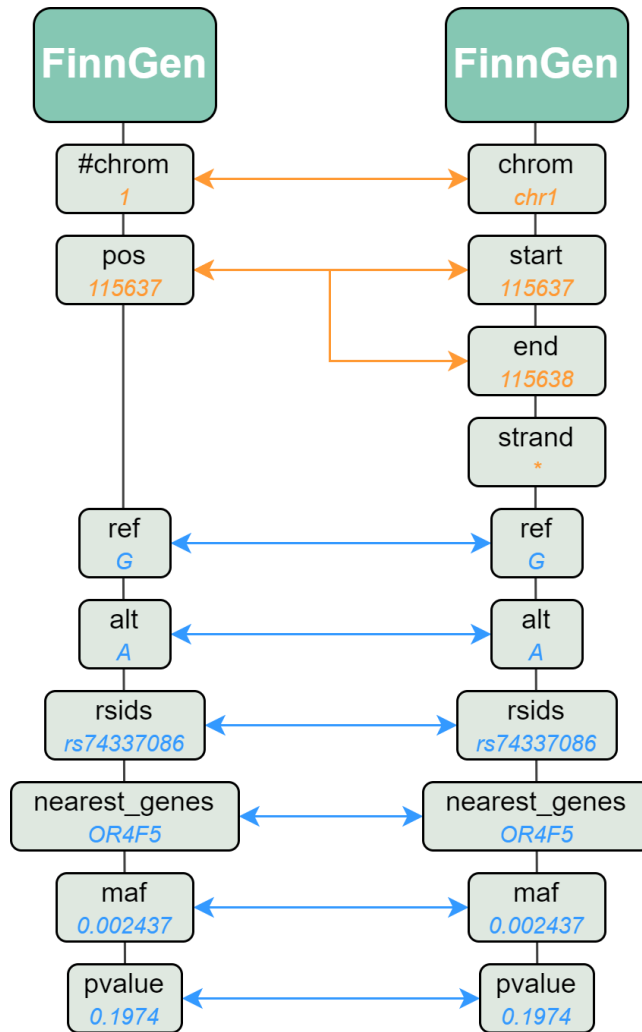 FinnGen
#chrom
1
pos
115637
ref
G
alt
A
rsids
rs74337086
nearest_genes
OR4F5
maf
0.002437
pvalue
0.1974
FinnGen
chrom
chr1
start
115637
end
115638
strand
*
ref
G
alt
A
rsids
rs74337086
nearest_genes
OR4F5
maf
0.002437
pvalue
0.1974